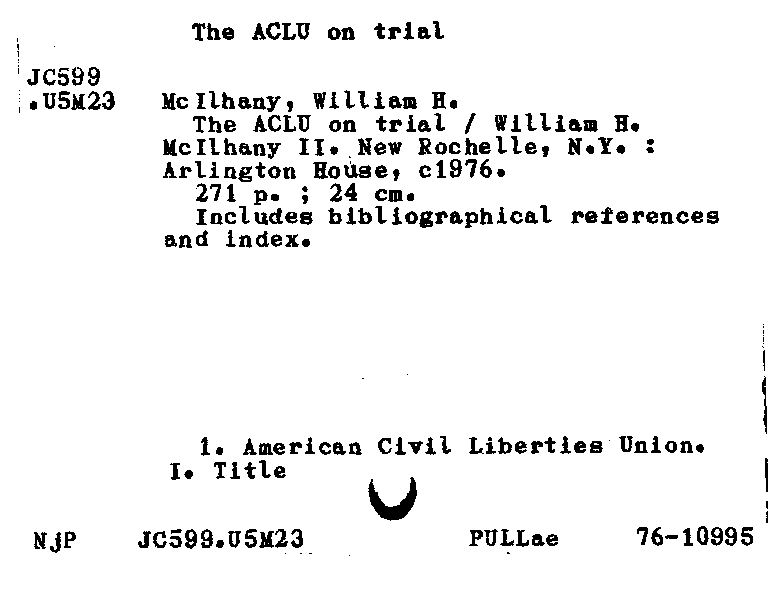 The ACLU on trial
JC599
.U5M23 McIlhany, William H.
The ACLU on trial / William H.
McIlhany II. New Rochelle, N.Y. :
Arlington House, c1976.
271 p. ; 24 cm.
Includes bibliographical references
and index.
1. American Civil Liberties Union.
I. Title
NjP JC599.U5M23 PULLae 76-10995